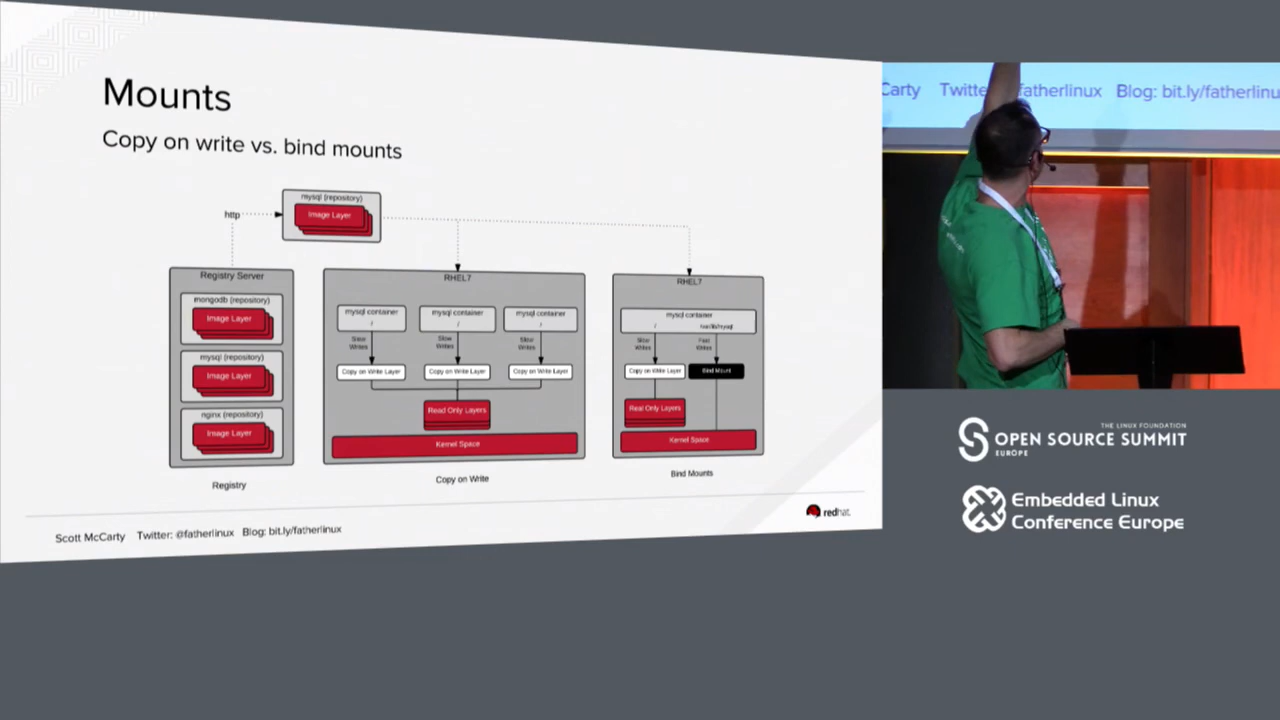 Mounts
Copy on write vs. bind mounts
http
mysql (repository)
Image Layer
Registry Server
mongodb (repository)
Image Layer
mysql (repository)
Image Layer
nginx (repository)
Image Layer
Registry
RHEL7
mysql container
/
mysql container
/
mysql container
/
Slow
Writes
Slow
Writes
Slow
Writes
Copy on Write Layer
Copy on Write Layer
Copy on Write Layer
Read Only Layers
Kernel Space
Copy on Write
RHEL7
mysql container
/
/var/lib/mysql
Slow
Writes
Fast
Writes
Copy on Write Layer
Bind Mount
Real Only Layers
Kernel Space
Bind Mounts
Scott McCarty Twitter: @fatherlinux Blog: bit.ly/fatherlinux
redhat.
Carty Twitte fatherlinux Blog: bit.ly/fatherlinu
THE LINUX FOUNDATION
OPEN SOURCE SUMMIT
EUROPE
Embedded Linux
Conference Europe